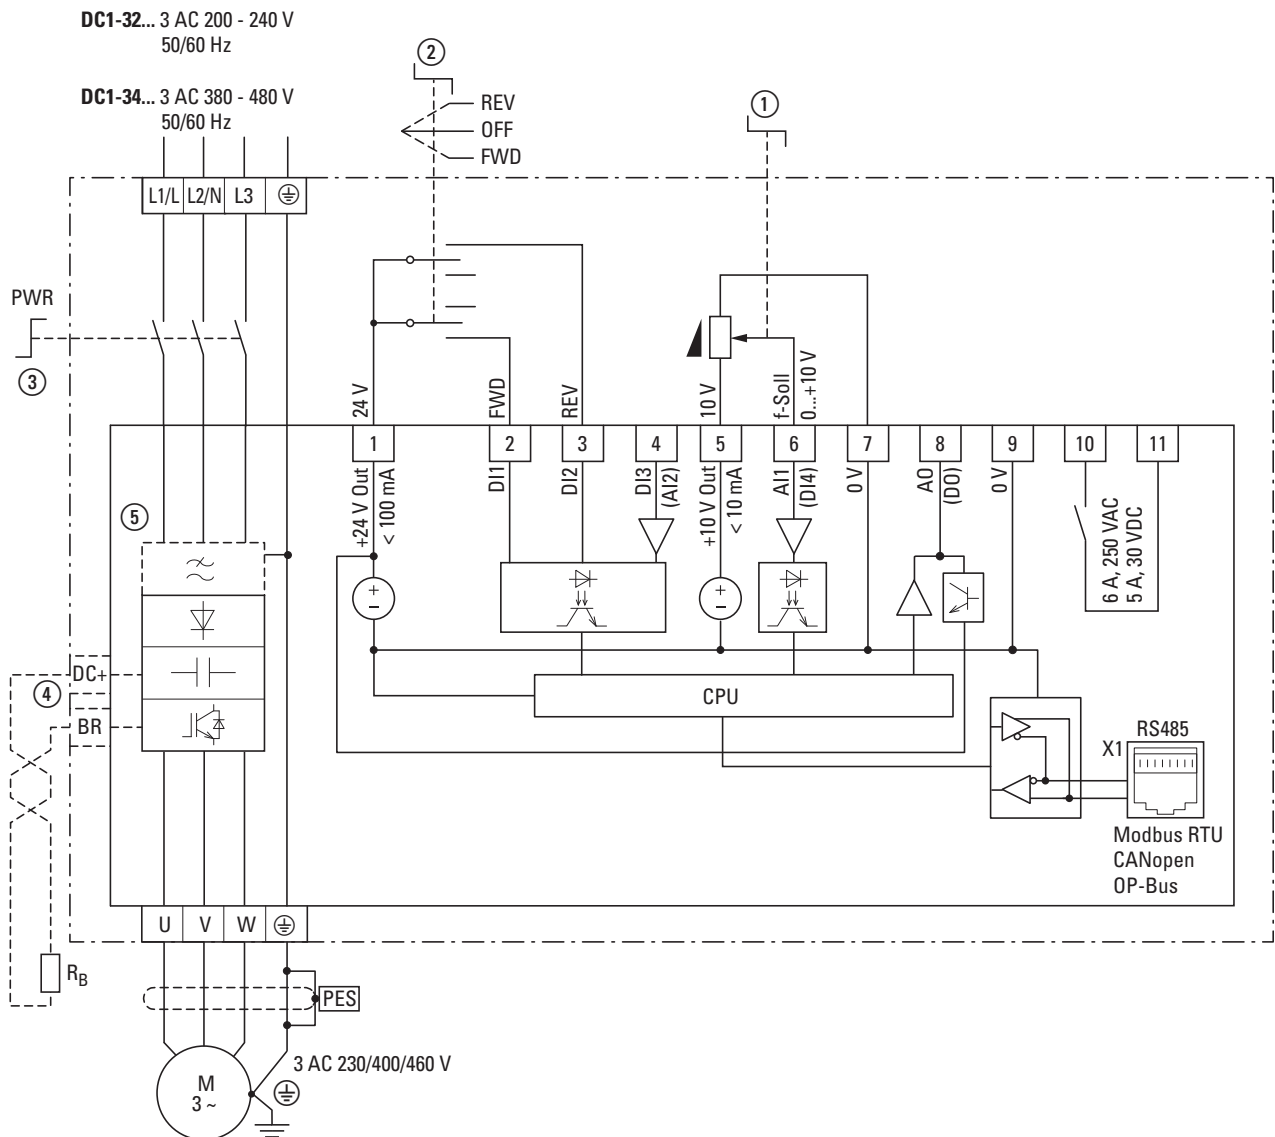 DC1-32... 3 AC 200 - 240 V
50/60 Hz
DC1-34... 3 AC 380 - 480 V
50/60 Hz
2
REV
OFF
FWD
1
L1/L
L2/N
L3
PWR
3
24 V
FWD
REV
10 V
f-Soll
0...+10 V
1
2
3
4
5
6
7
8
9
10
11
+24 V Out
< 100 mA
DI1
DI2
DI3
(AI2)
+10 V Out
< 10 mA
AI1
(DI4)
0 V
AO
(DO)
0 V
6 A, 250 VAC
5 A, 30 VDC
5
+
-
+
-
DC+
4
BR
CPU
X1
RS485
Modbus RTU
CANopen
OP-Bus
U
V
W
RB
PES
3 AC 230/400/460 V
M
3 ~